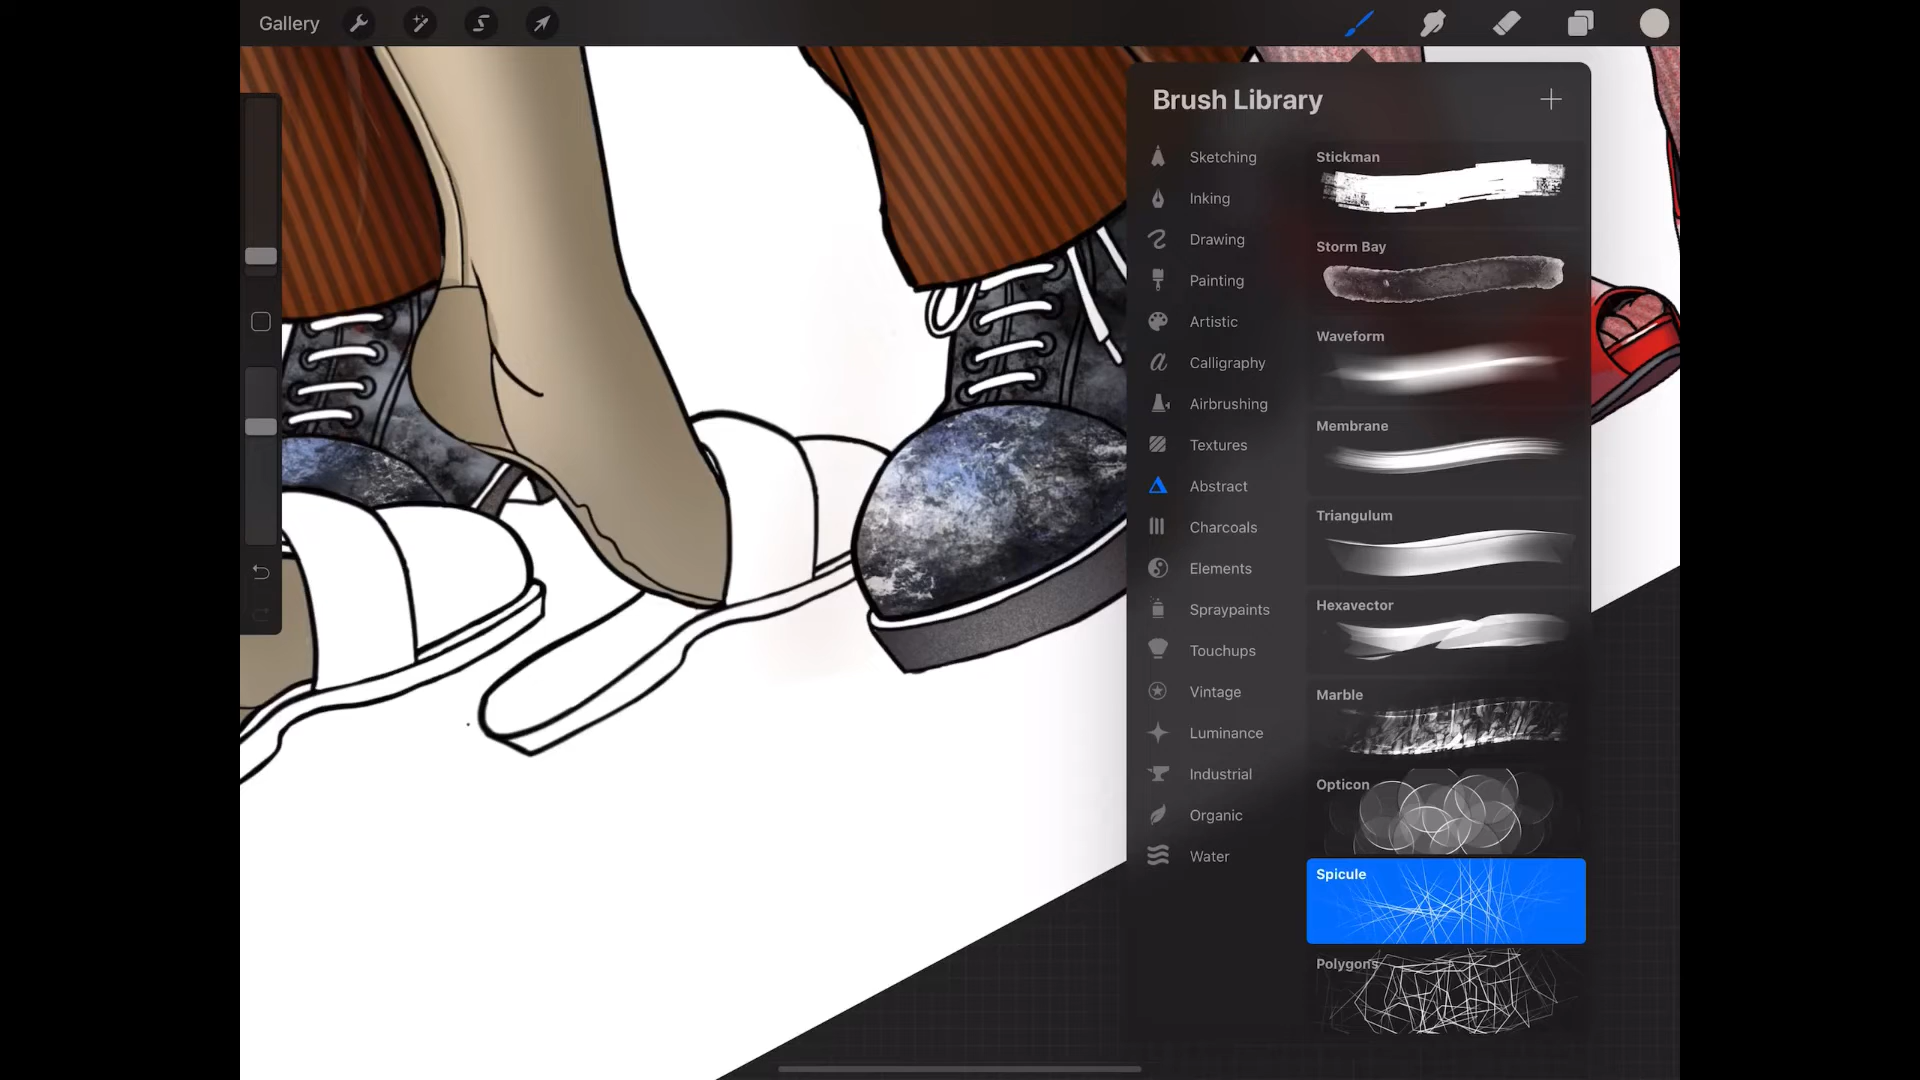 Gallery
Brush Library
Sketching
Inking
Drawing
Painting
Artistic
Calligraphy
Airbrushing
Textures
Abstract
Charcoals
Elements
Spraypaints
Touchups
Vintage
Luminance
Industrial
Organic
Water
Stickman
Storm Bay
Waveform
Membrane
Triangulum
Hexavector
Marble
Opticon
Spicule
Polygons